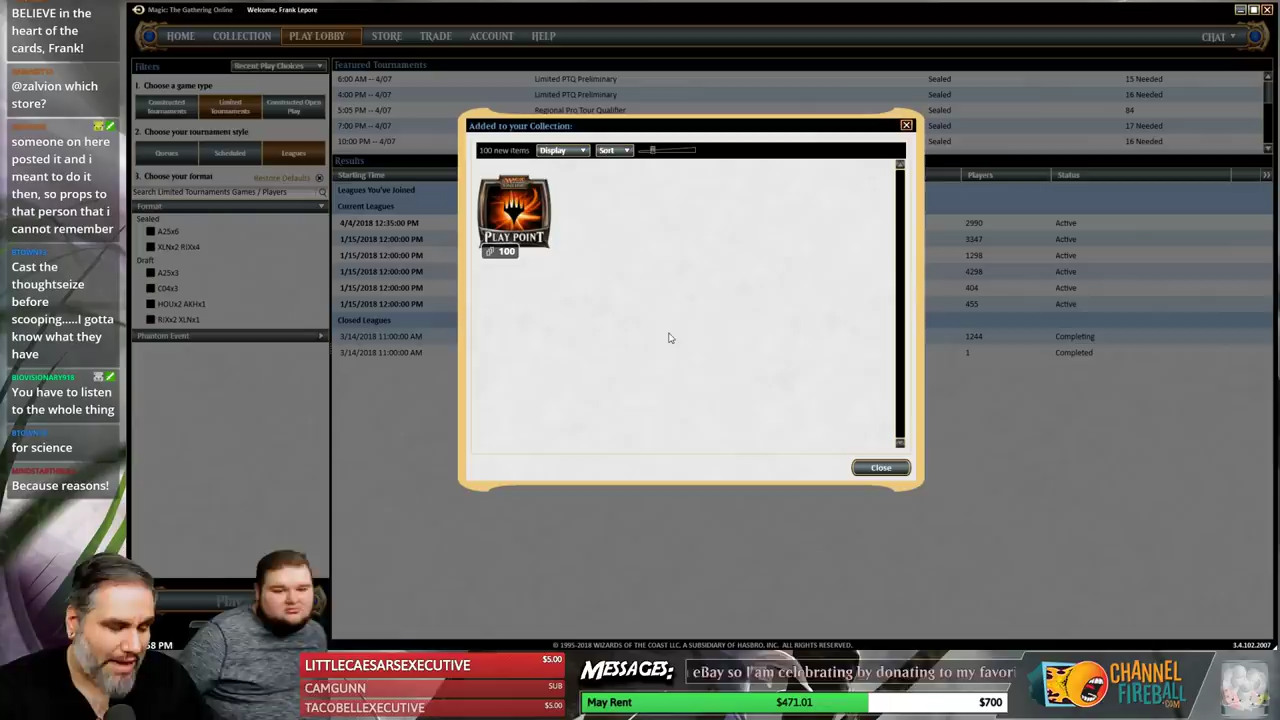 BELIEVE in the
heart of the
cards, Frank!
@zalvion which
store?
someone on here
posted it and i
meant to do it
then, so props to
that person that i
cannot remember
Cast the
thoughtseize
before
scooping.....I gotta
know what they
have
BIOVISIONARY918
You have to listen
to the whole thing
for science
Because reasons!
Magic: The Gathering Online Welcome, Frank Lepore
HOME COLLECTION PLAY LOBBY STORE TRADE ACCOUNT HELP CHAT
Filters Recent Play Choices
1. Choose a game type
Constructed Tournaments Limited Tournaments Constructed Open Play
2. Choose your tournament style
Queues Scheduled Leagues
3. Choose your format Restore Defaults
Search Limited Tournaments Games / Players
Format
Sealed
A25x6
XLNx2 RIXx4
Draft
A25x3
C04x3
HOUx2 AKHx1
RIXx2 XLNx1
Phantom Event
Featured Tournaments
6:00 AM -- 4/07 Limited PTQ Preliminary Sealed 15 Needed
4:00 PM -- 4/07 Limited PTQ Preliminary Sealed 16 Needed
5:05 PM -- 4/07 Regional Pro Tour Qualifier Sealed 84
7:00 PM -- 4/07 Sealed 17 Needed
10:00 PM -- 4/07 Sealed 16 Needed
Results
Starting Time Players Status
Leagues You've Joined
Current Leagues
4/4/2018 12:35:00 PM 2990 Active
1/15/2018 12:00:00 PM 3347 Active
1/15/2018 12:00:00 PM 1298 Active
1/15/2018 12:00:00 PM 4298 Active
1/15/2018 12:00:00 PM 404 Active
1/15/2018 12:00:00 PM 455 Active
Closed Leagues
3/14/2018 11:00:00 AM 1244 Completing
3/14/2018 11:00:00 AM 1 Completed
Added to your Collection:
100 new items Display Sort
PLAY POINT
100
Close
:58 PM
© 1995-2018 WIZARDS OF THE COAST LLC, A SUBSIDIARY OF HASBRO, INC. ALL RIGHTS RESERVED. 3.4.102.2007
LITTLECAESARSEXECUTIVE $5.00
CAMGUNN SUB
TACOBELLEXECUTIVE $5.00
MESSAGES: eBay so I am celebrating by donating to my favor
May Rent $471.01 $700
CHANNEL
FIREBALL
.COM